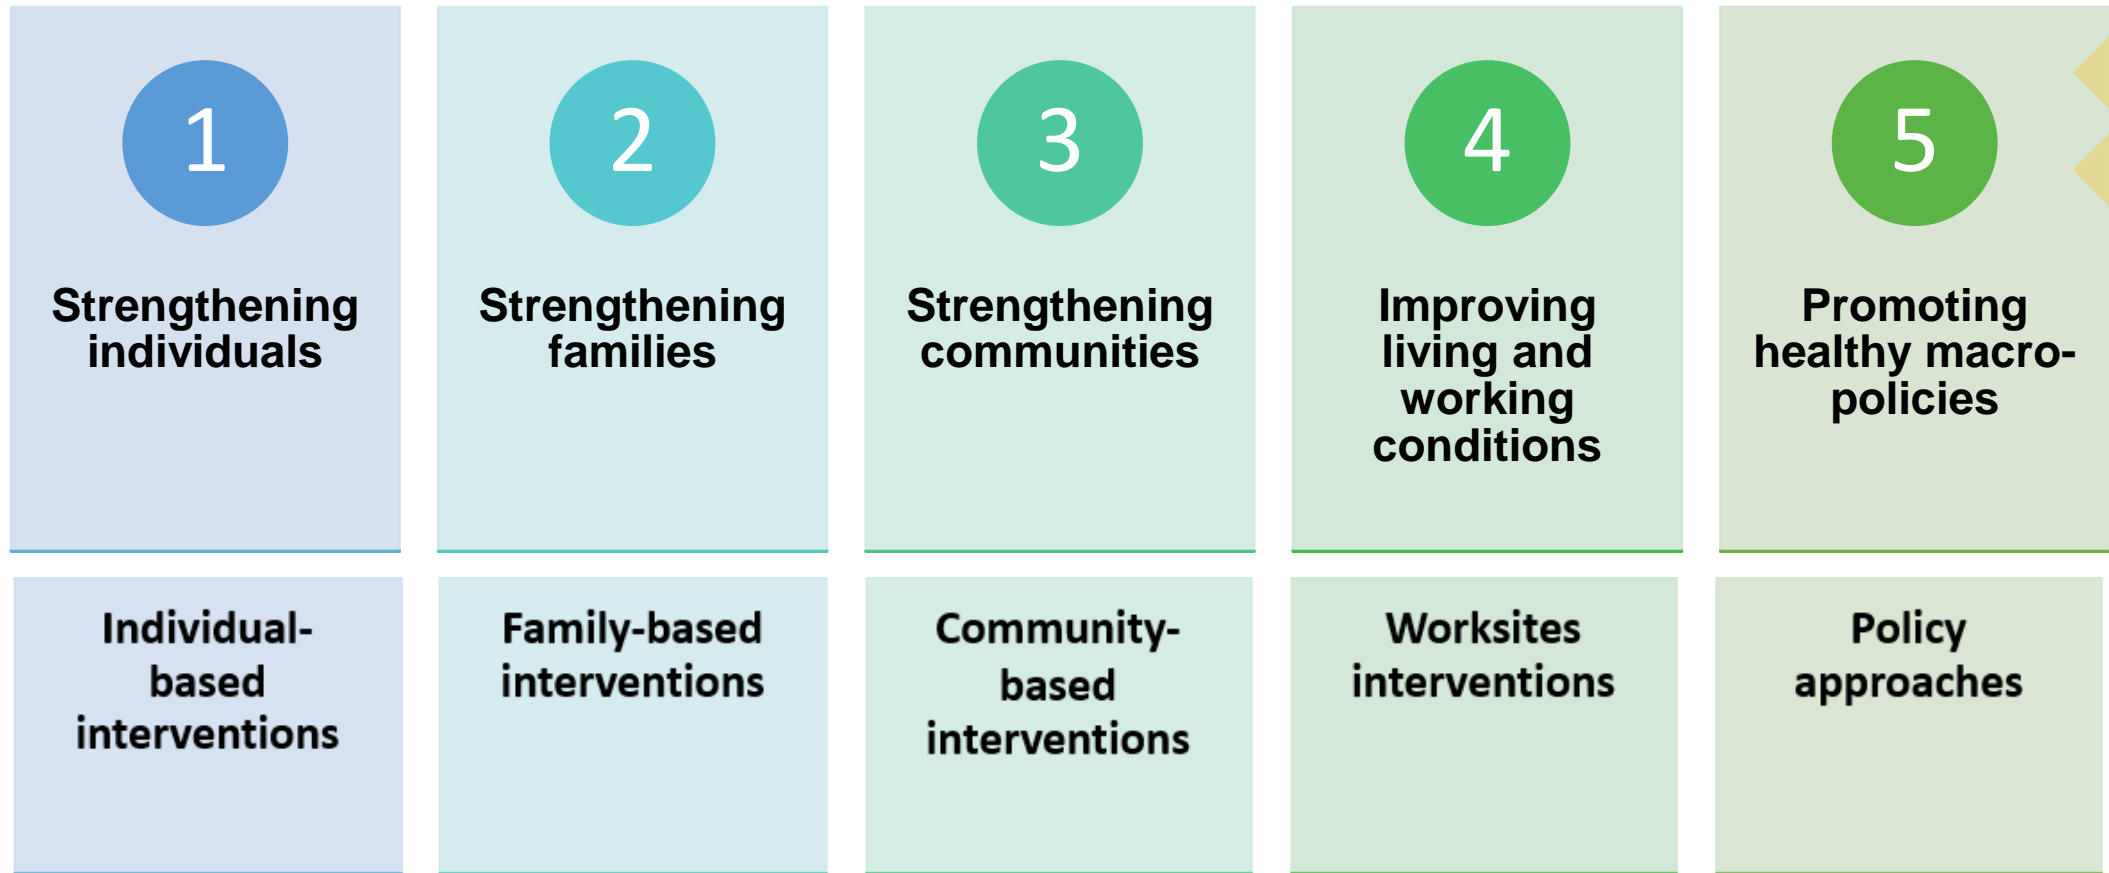 1
Strengthening
individuals
2
Strengthening
families
3
Strengthening
communities
4
Improving
living and
working
conditions
5
Promoting
healthy macro-
policies
Individual-
based
interventions
Family-based
interventions
Community-
based
interventions
Worksites
interventions
Policy
approaches